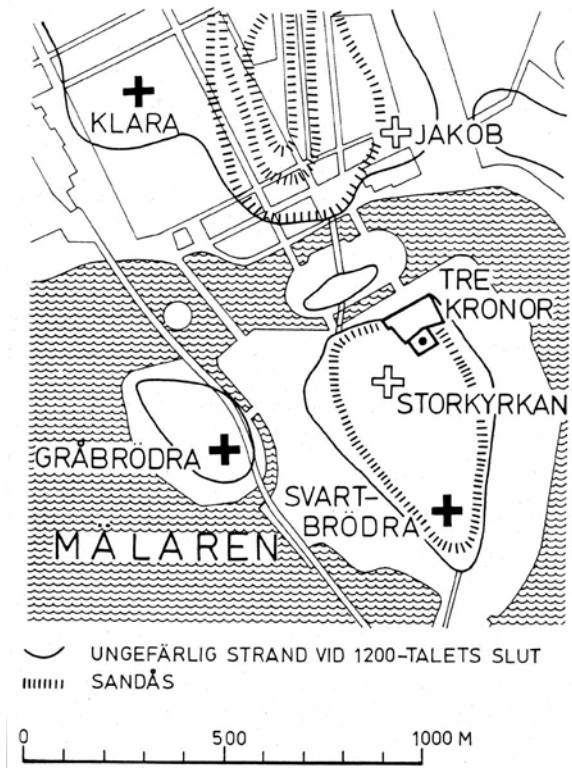 KLARA
JAKOB
TRE
KRONOR
STORKYRKAN
GRÅBRÖDRA
SVART-
BRÖDRA
MÄLAREN
UNGEFÄRLIG STRAND VID 1200-TALETS SLUT
SANDÅS
0 500 1000 M